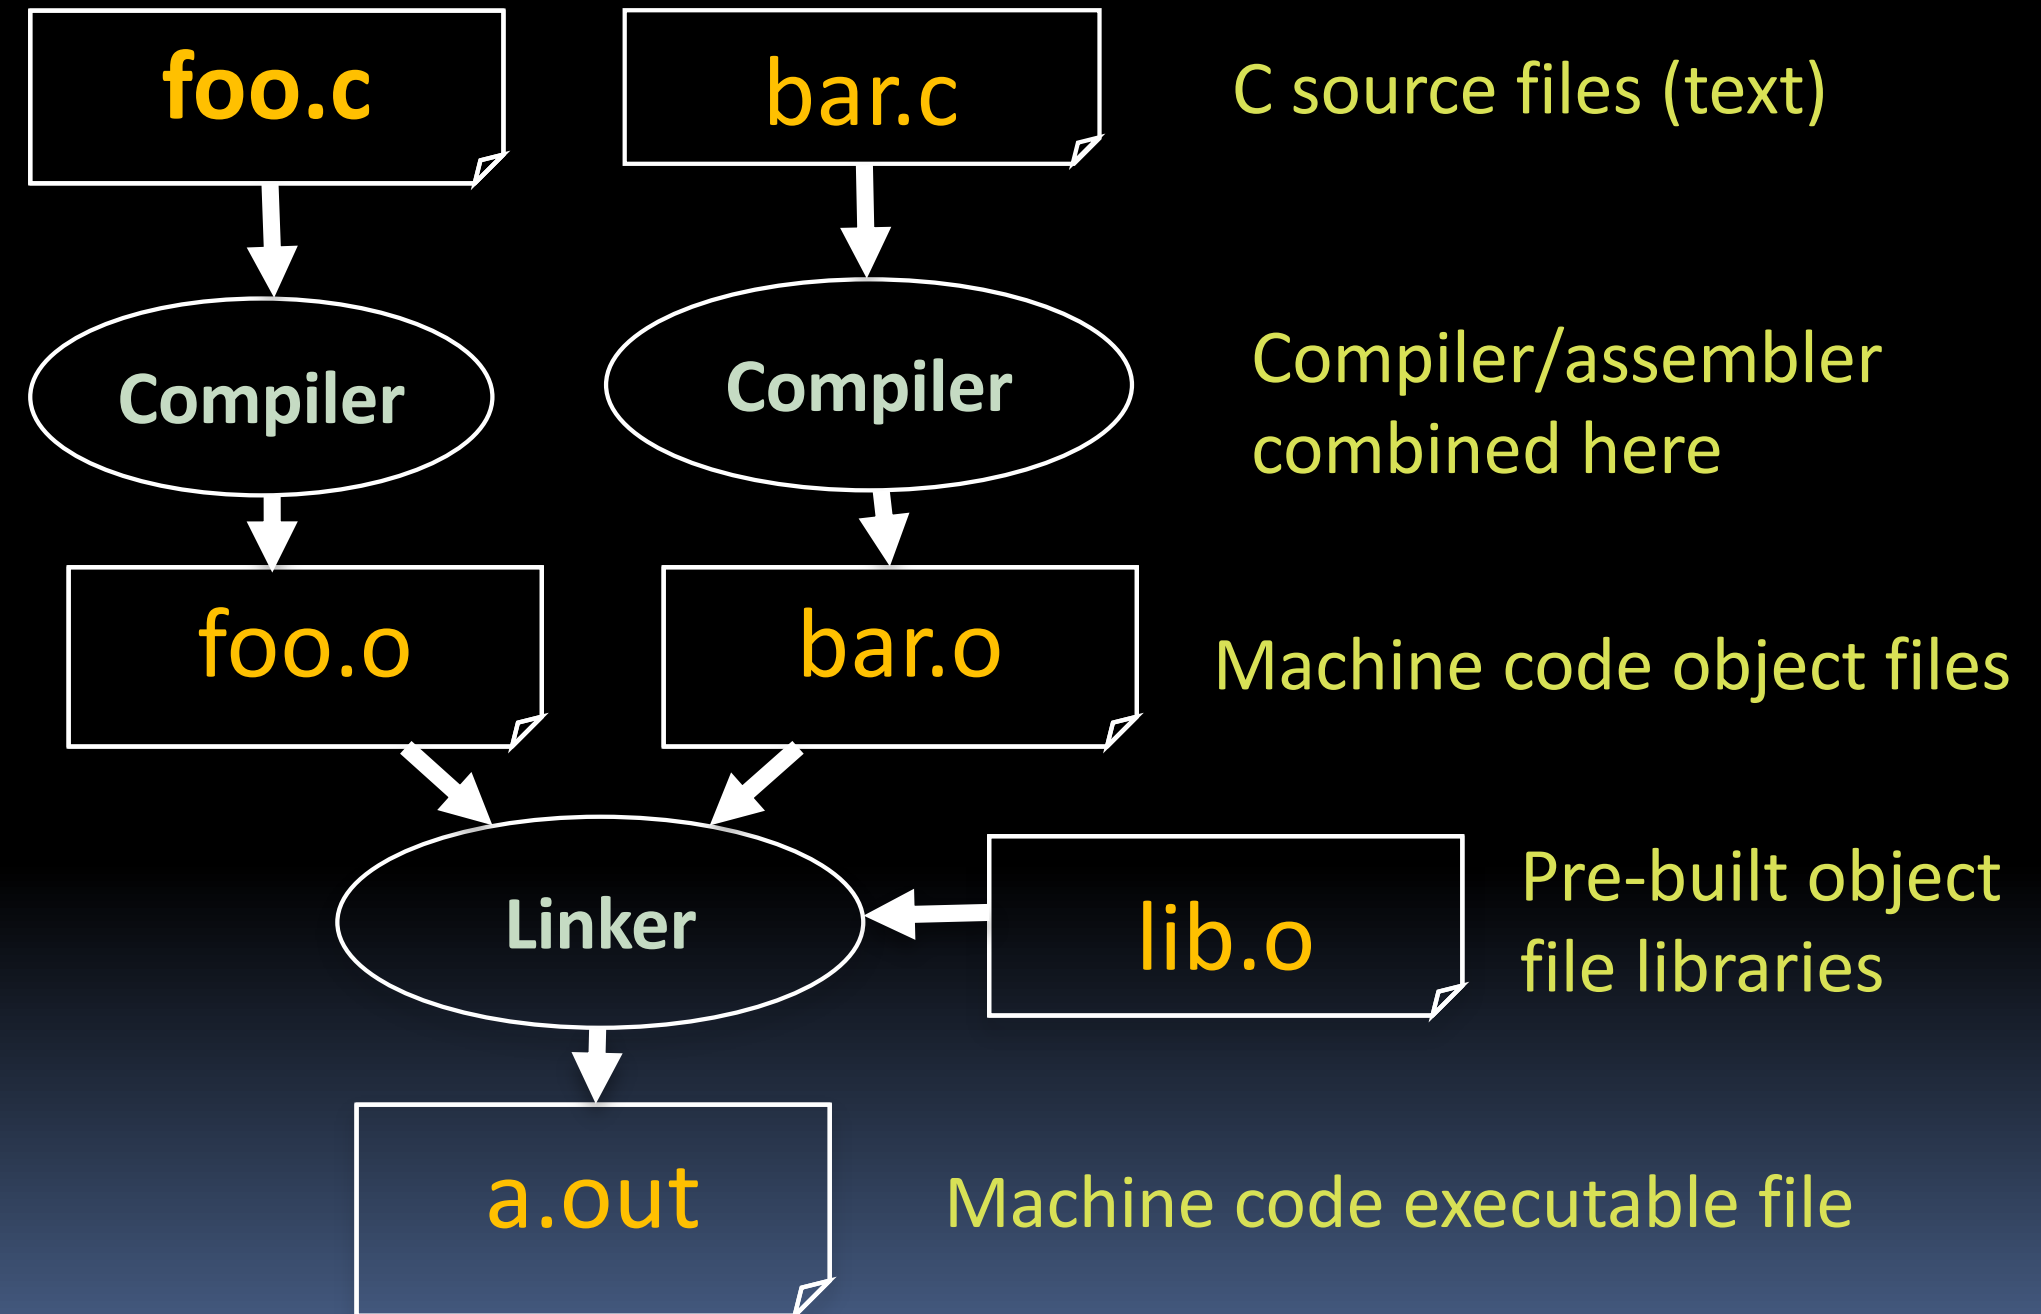 foo.c
bar.c
C source files (text)
Compiler
Compiler
Compiler/assembler
combined here
foo.o
bar.o
Machine code object files
Linker
lib.o
Pre-built object
file libraries
a.out
Machine code executable file